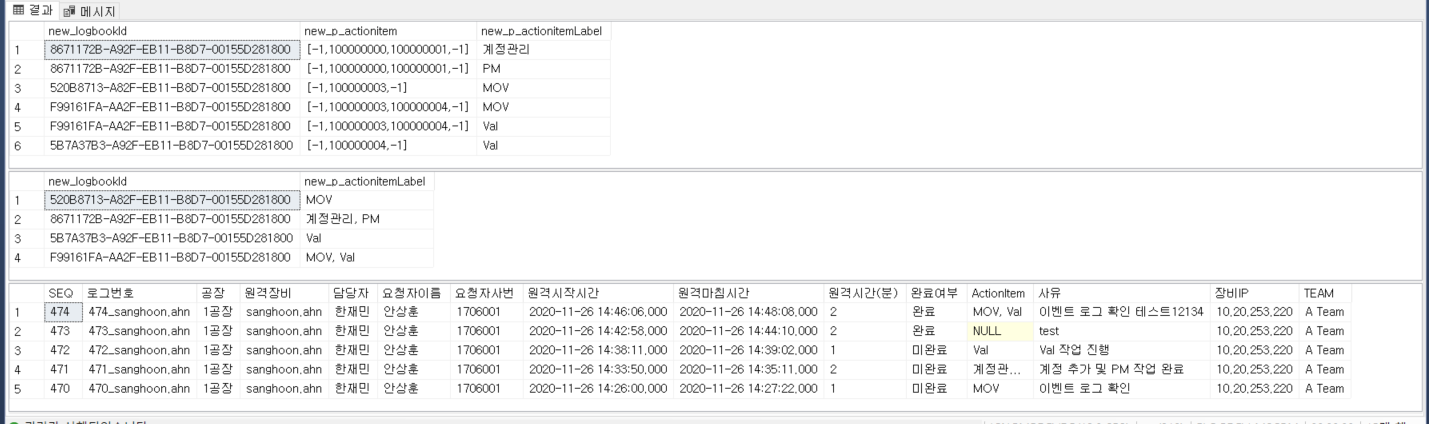 결과 메시지
new_logbookId new_p_actionitem new_p_actionitemLabel
1 8671172B-A92F-EB11-B8D7-00155D281800 [-1,100000000,100000001,-1] 계정관리
2 8671172B-A92F-EB11-B8D7-00155D281800 [-1,100000000,100000001,-1] PM
3 520B8713-A82F-EB11-B8D7-00155D281800 [-1,100000003,-1] MOV
4 F99161FA-AA2F-EB11-B8D7-00155D281800 [-1,100000003,100000004,-1] MOV
5 F99161FA-AA2F-EB11-B8D7-00155D281800 [-1,100000003,100000004,-1] Val
6 5B7A37B3-A92F-EB11-B8D7-00155D281800 [-1,100000004,-1] Val
new_logbookId new_p_actionitemLabel
1 520B8713-A82F-EB11-B8D7-00155D281800 MOV
2 8671172B-A92F-EB11-B8D7-00155D281800 계정관리, PM
3 5B7A37B3-A92F-EB11-B8D7-00155D281800 Val
4 F99161FA-AA2F-EB11-B8D7-00155D281800 MOV, Val
SEQ 로그번호 공장 원격장비 담당자 요청자이름 요청자사번 원격시작시간 원격마침시간 원격시간(분) 완료여부 ActionItem 사유 장비IP TEAM
1 474 474_sanghoon.ahn 1공장 sanghoon.ahn 한재민 안상훈 1706001 2020-11-26 14:46:06.000 2020-11-26 14:48:08.000 2 완료 MOV, Val 이벤트 로그 확인 테스트12134 10.20.253.220 A Team
2 473 473_sanghoon.ahn 1공장 sanghoon.ahn 한재민 안상훈 1706001 2020-11-26 14:42:58.000 2020-11-26 14:44:10.000 2 완료 NULL test 10.20.253.220 A Team
3 472 472_sanghoon.ahn 1공장 sanghoon.ahn 한재민 안상훈 1706001 2020-11-26 14:38:11.000 2020-11-26 14:39:02.000 1 미완료 Val Val 작업 진행 10.20.253.220 A Team
4 471 471_sanghoon.ahn 1공장 sanghoon.ahn 한재민 안상훈 1706001 2020-11-26 14:33:50.000 2020-11-26 14:35:11.000 2 미완료 계정관... 계정 추가 및 PM 작업 완료 10.20.253.220 A Team
5 470 470_sanghoon.ahn 1공장 sanghoon.ahn 한재민 안상훈 1706001 2020-11-26 14:26:00.000 2020-11-26 14:27:22.000 1 미완료 MOV 이벤트 로그 확인 10.20.253.220 A Team